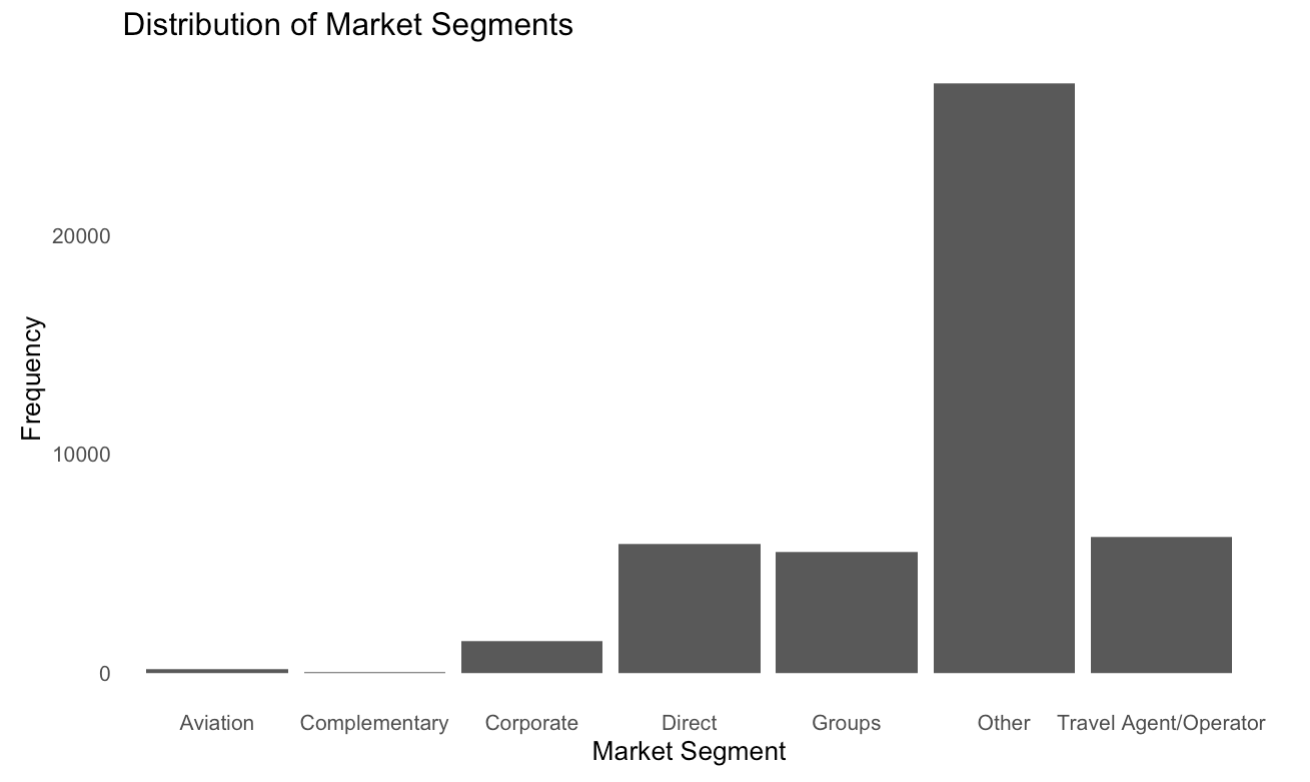 Distribution of Market Segments
20000
10000
0
Frequency
Aviation Complementary Corporate Direct Groups Other Travel Agent/Operator
Market Segment